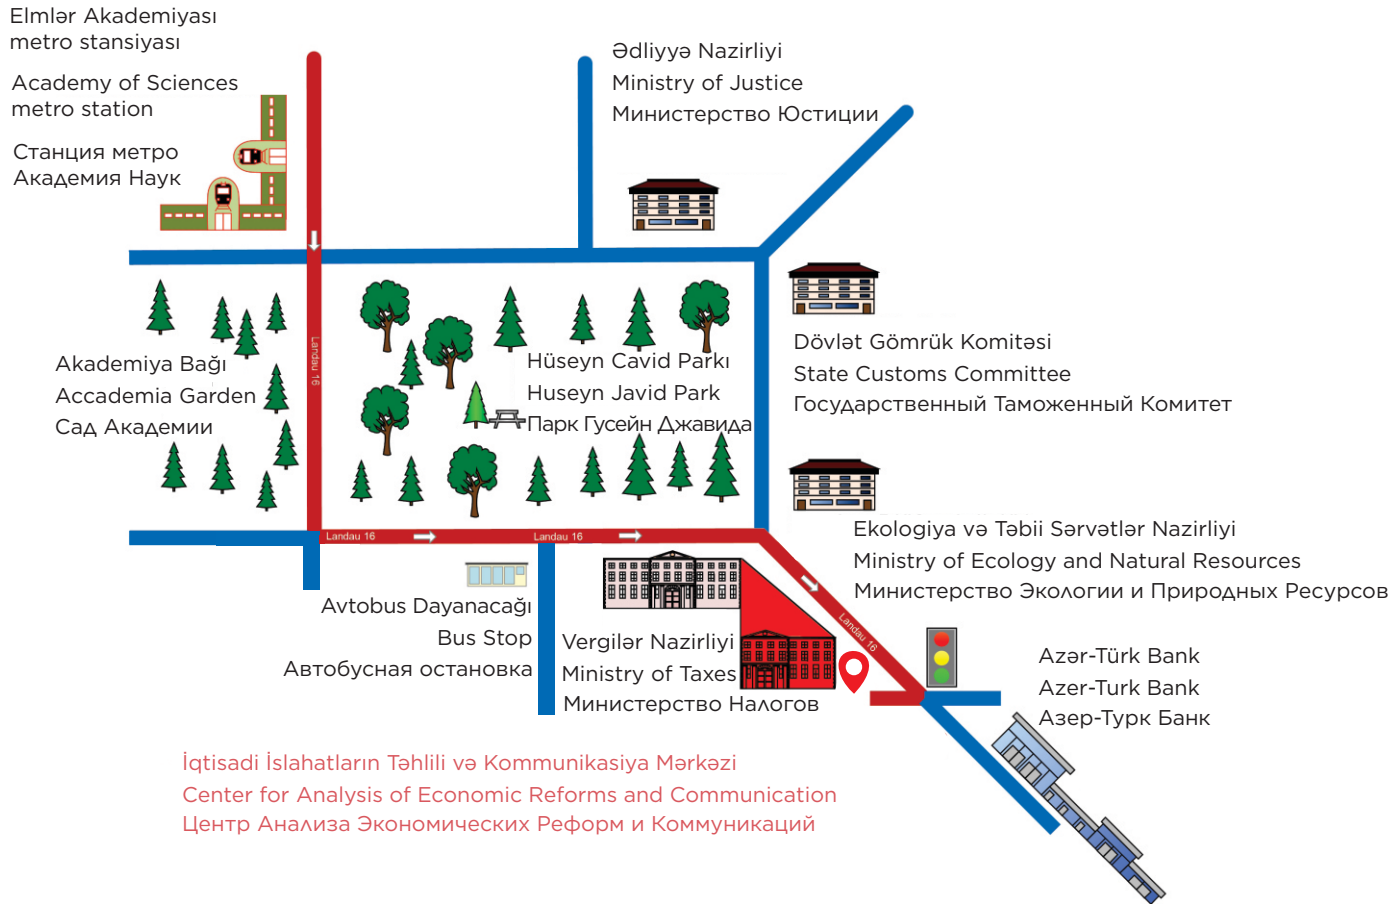 Elmlər Akademiyası
metro stansiyası
Academy of Sciences
metro station
Станция метро
Академия Наук
Ədliyyə Nazirliyi
Ministry of Justice
Министерство Юстиции
Landau 16
Akademiya Bağı
Accademia Garden
Сад Академии
Hüseyn Cavid Parkı
Huseyn Javid Park
Парк Гусейн Джавида
Dövlət Gömrük Komitəsi
State Customs Committee
Государственный Таможенный Комитет
Landau 16
Landau 16
Ekologiya və Təbii Sərvətlər Nazirliyi
Ministry of Ecology and Natural Resources
Министерство Экологии и Природных Ресурсов
Avtobus Dayanacağı
Bus Stop
Автобусная остановка
Vergilər Nazirliyi
Ministry of Taxes
Министерство Налогов
Landau 16
Azər-Türk Bank
Azer-Turk Bank
Азер-Турк Банк
İqtisadi İslahatların Təhlili və Kommunikasiya Mərkəzi
Center for Analysis of Economic Reforms and Communication
Центр Анализа Экономических Реформ и Коммуникаций